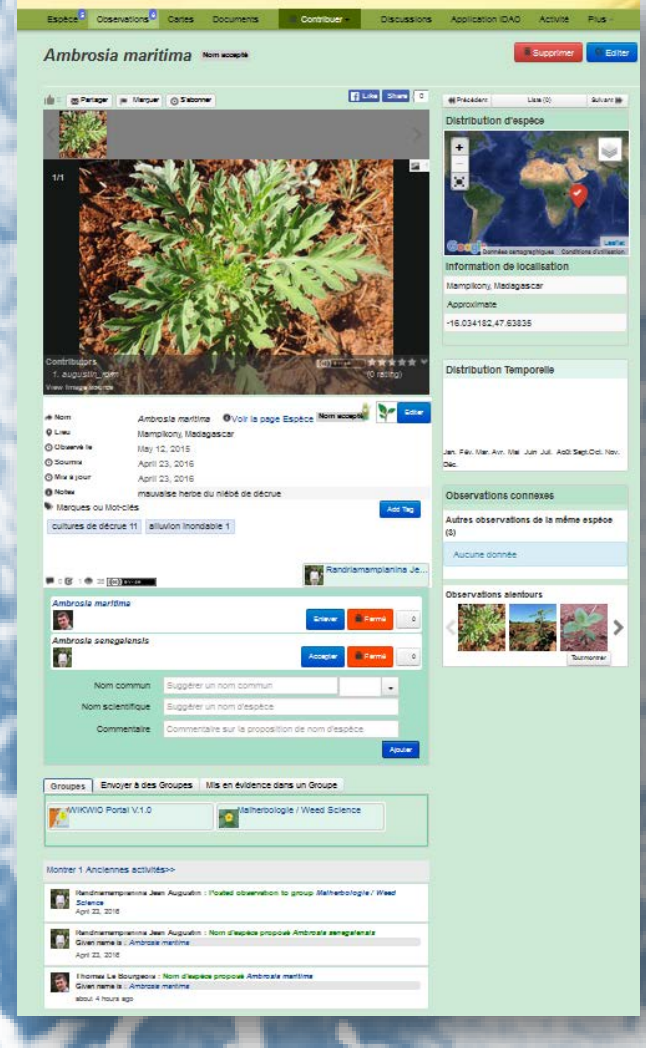 Espèce Observations Cartes Documents Contribuer Discussions Application IDAO Activité Plus
Ambrosia maritima Nom accepté
Supprimer Editer
Partager Marquer S'abonner
Like Share 0
Précédent Liste (0) Suivant
Distribution d'espèce
1/1
Google Données cartographiques Conditions d'utilisation
Leaflet
Information de localisation
Mampikony, Madagascar
Approximate
-16.034182,47.63835
Contributors
1. augustin_rjam
View image source
(0 rating)
Distribution Temporelle
Jan. Fév. Mar. Avr. Mai Juin Jul. Aoû. Sept. Oct. Nov.
Déc.
Nom Ambrosia maritima Voir la page Espèce Nom accepté Editer
Lieu Mampikony, Madagascar
Observé le May 12, 2015
Soumis April 23, 2016
Mis à jour April 23, 2016
Notes mauvaise herbe du niébé de décrue
Marques ou Mot-clés Add Tag
cultures de décrue 11 alluvion inondable 1
Observations connexes
Autres observations de la même espèce
Aucune donnée
Randriamampianina Je...
Observations alentours
Tout montrer
Ambrosia maritima
Enlever Fermé 0
Ambrosia senegalensis
Accepter Fermé 0
Nom commun Suggérer un nom commun
Nom scientifique Suggérer un nom d'espèce
Commentaire Commentaire sur la proposition de nom d'espèce
Ajouter
Groupes Envoyer à des Groupes Mis en évidence dans un Groupe
WIKWIO Portal V.1.0 Malherbologie / Weed Science
Montrer 1 Anciennes activités>>
Randriamampianina Jean Augustin : Posted observation to group Malherbologie / Weed
Science
April 23, 2016
Randriamampianina Jean Augustin : Nom d'espèce proposé Ambrosia senegalensis
Given name is : Ambrosia maritima
April 23, 2016
Thomas Le Bourgeois : Nom d'espèce proposé Ambrosia maritima
Given name is : Ambrosia maritima
about 4 hours ago